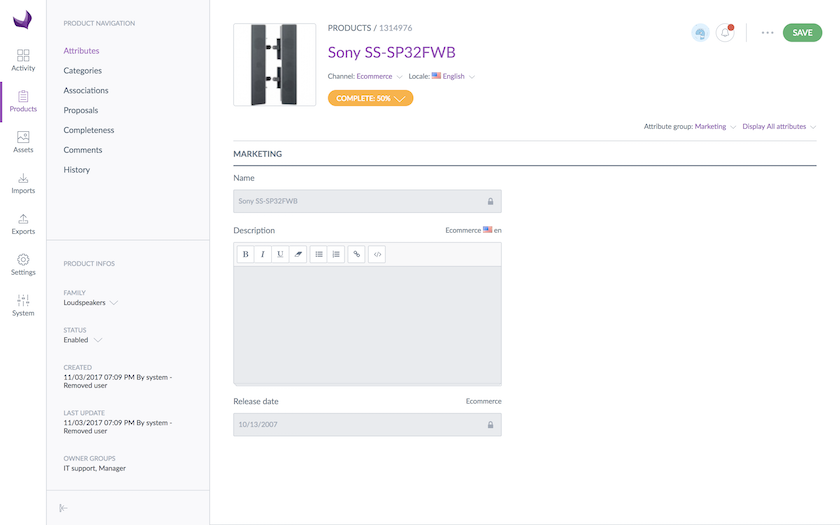 Activity
Products
Assets
Imports
Exports
Settings
System
PRODUCT NAVIGATION
Attributes
Categories
Associations
Proposals
Completeness
Comments
History
PRODUCT INFOS
FAMILY
Loudspeakers
STATUS
Enabled
CREATED
11/03/2017 07:09 PM By system -
Removed user
LAST UPDATE
11/03/2017 07:09 PM By system -
Removed user
OWNER GROUPS
IT support, Manager
PRODUCTS / 1314976
SAVE
Sony SS-SP32FWB
Channel: Ecommerce Locale: English
COMPLETE: 50%
Attribute group: Marketing Display All attributes
MARKETING
Name
Sony SS-SP32FWB
Description Ecommerce en
B I U </>
Release date Ecommerce
10/13/2007